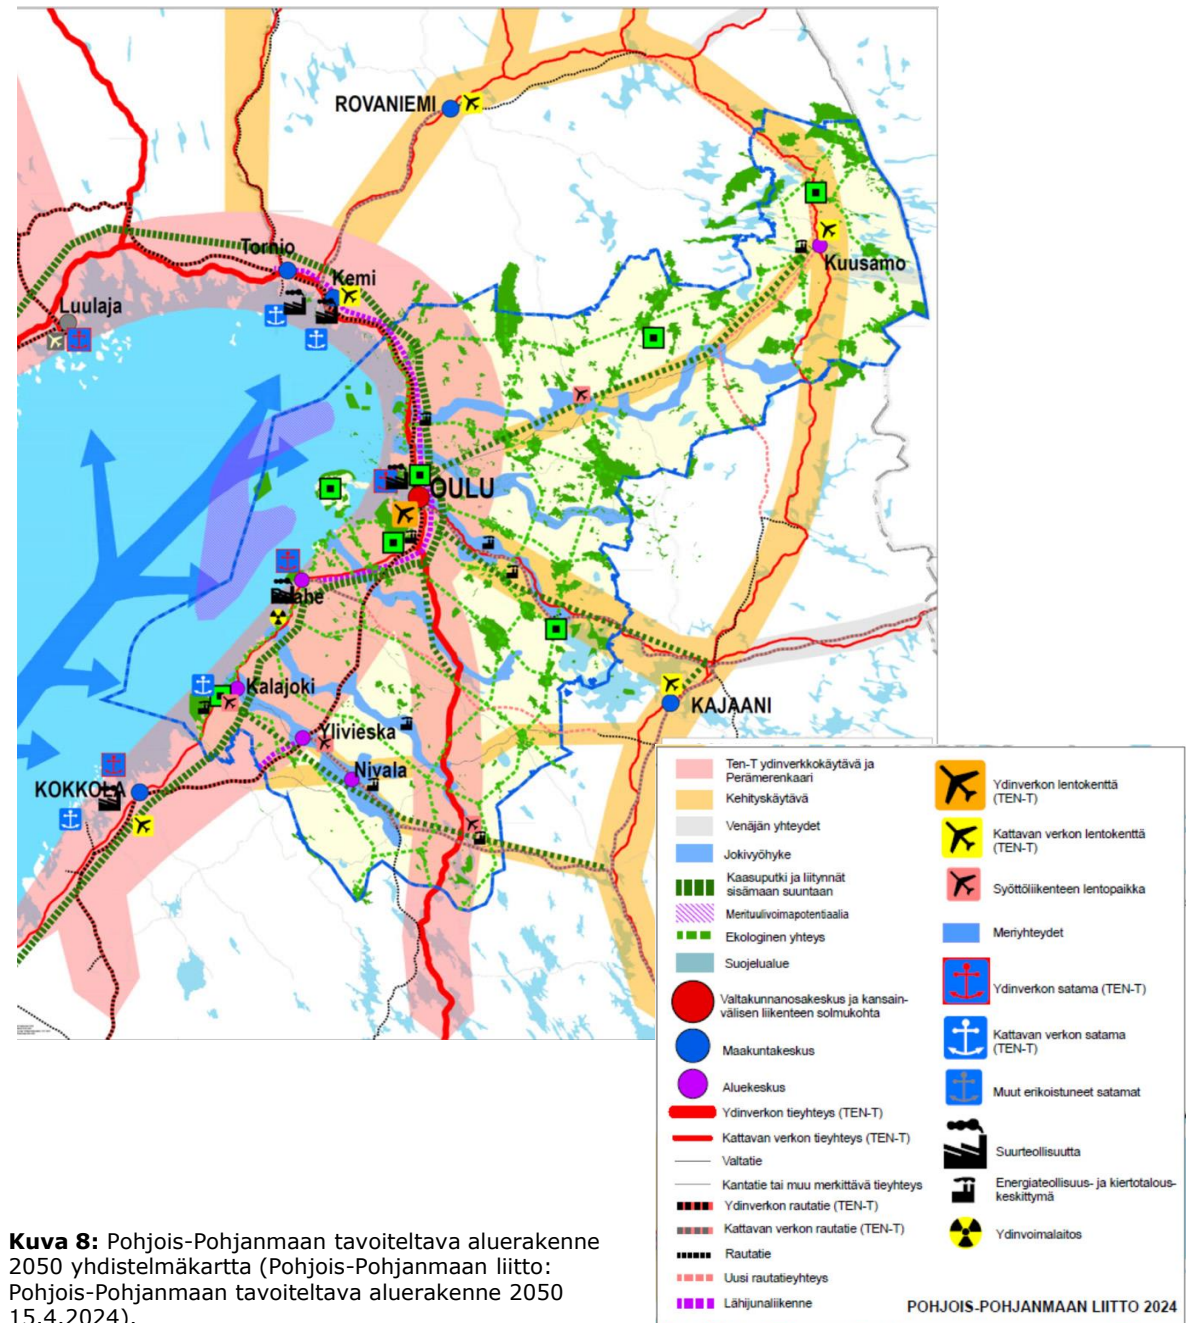 ROVANIEMI
Tornio
Kemi
Luulaja
Kuusamo
OULU
Kalajoki
KAJAANI
Ylivieska
Nivala
KOKKOLA
Ten-T ydinverkkokäytävä ja
Perämerenkaari
Kehityskäytävä
Venäjän yhteydet
Jokivyöhyke
Kaasuputki ja liitynnät
sisämaan suuntaan
Merituulivoimapotentiaalia
Ekologinen yhteys
Suojelualue
Valtakunnanosakeskus ja kansain-
välisen liikenteen solmukohta
Maakuntakeskus
Aluekeskus
Ydinverkon tieyhteys (TEN-T)
Kattavan verkon tieyhteys (TEN-T)
Valtatie
Kantatie tai muu merkittävä tieyhteys
Ydinverkon rautatie (TEN-T)
Kattavan verkon rautatie (TEN-T)
Rautatie
Uusi rautatieyhteys
Lähijunaliikenne
Ydinverkon lentokenttä
(TEN-T)
Kattavan verkon lentokenttä
(TEN-T)
Syöttöliikenteen lentopaikka
Meriyhteydet
Ydinverkon satama (TEN-T)
Kattavan verkon satama
(TEN-T)
Muut erikoistuneet satamat
Suurteollisuutta
Energiateollisuus- ja kiertotalous-
keskittymä
Ydinvoimalaitos
POHJOIS-POHJANMAAN LIITTO 2024
Kuva 8: Pohjois-Pohjanmaan tavoiteltava aluerakenne
2050 yhdistelmäkartta (Pohjois-Pohjanmaan liitto:
Pohjois-Pohjanmaan tavoiteltava aluerakenne 2050
15.4.2024).